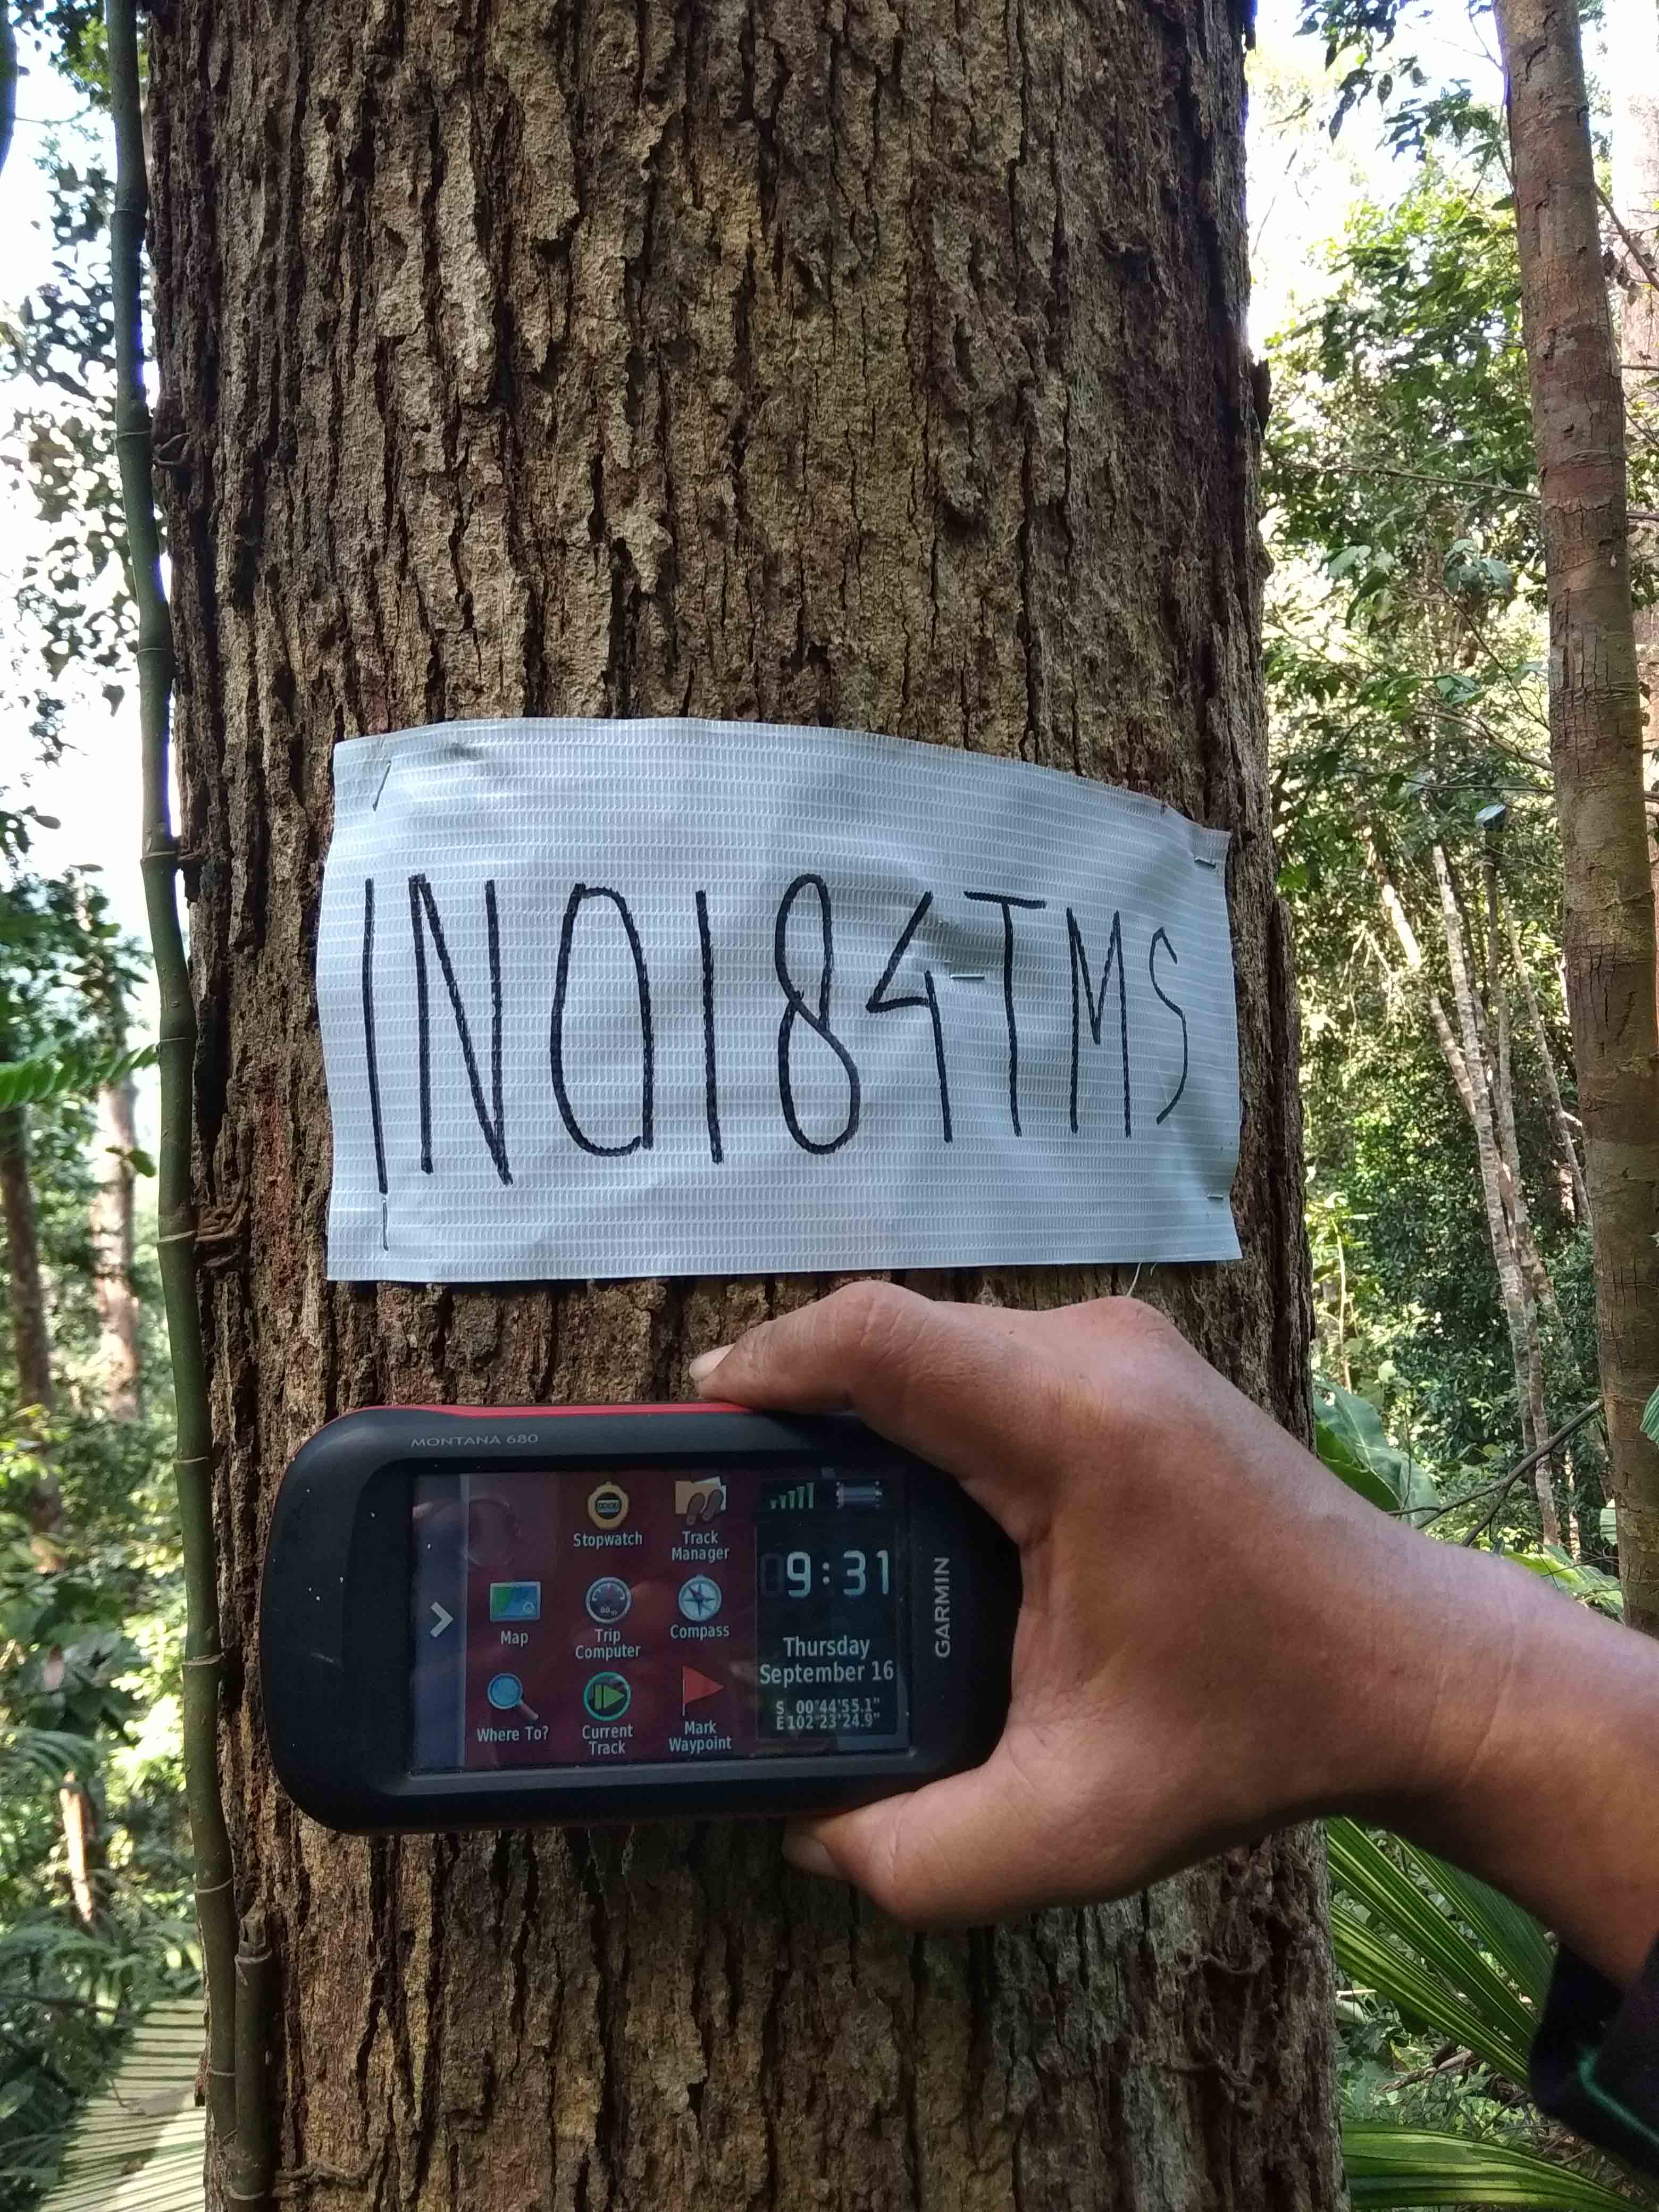 INO184TMS
MONTANA 680
Stopwatch
Track
Manager
Map
Trip
Computer
Compass
Where To?
Current
Track
Mark
Waypoint
9:31
Thursday
September 16
S 00°44'55.1"
E102°23'24.9"
GARMIN